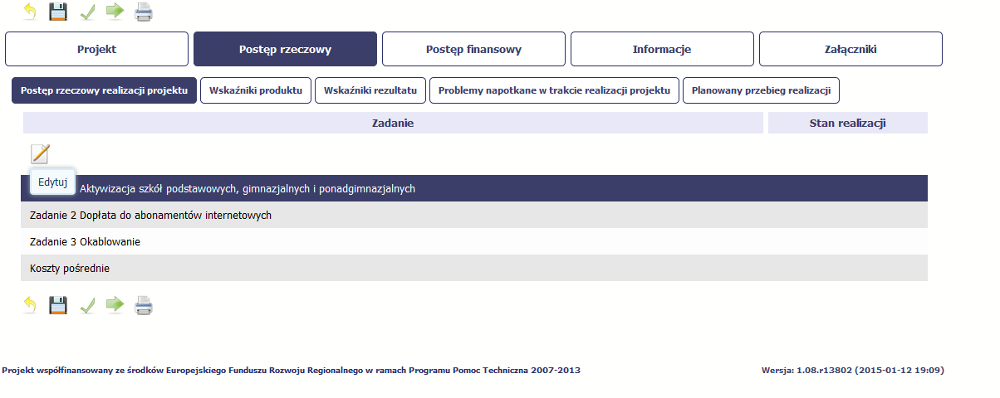 Projekt Postęp rzeczowy Postęp finansowy Informacje Załączniki
Postęp rzeczowy realizacji projektu Wskaźniki produktu Wskaźniki rezultatu Problemy napotkane w trakcie realizacji projektu Planowany przebieg realizacji
Zadanie Stan realizacji
Edytuj
Aktywizacja szkół podstawowych, gimnazjalnych i ponadgimnazjalnych
Zadanie 2 Dopłata do abonamentów internetowych
Zadanie 3 Okablowanie
Koszty pośrednie
Projekt współfinansowany ze środków Europejskiego Funduszu Rozwoju Regionalnego w ramach Programu Pomoc Techniczna 2007-2013 Wersja: 1.08.r13802 (2015-01-12 19:09)